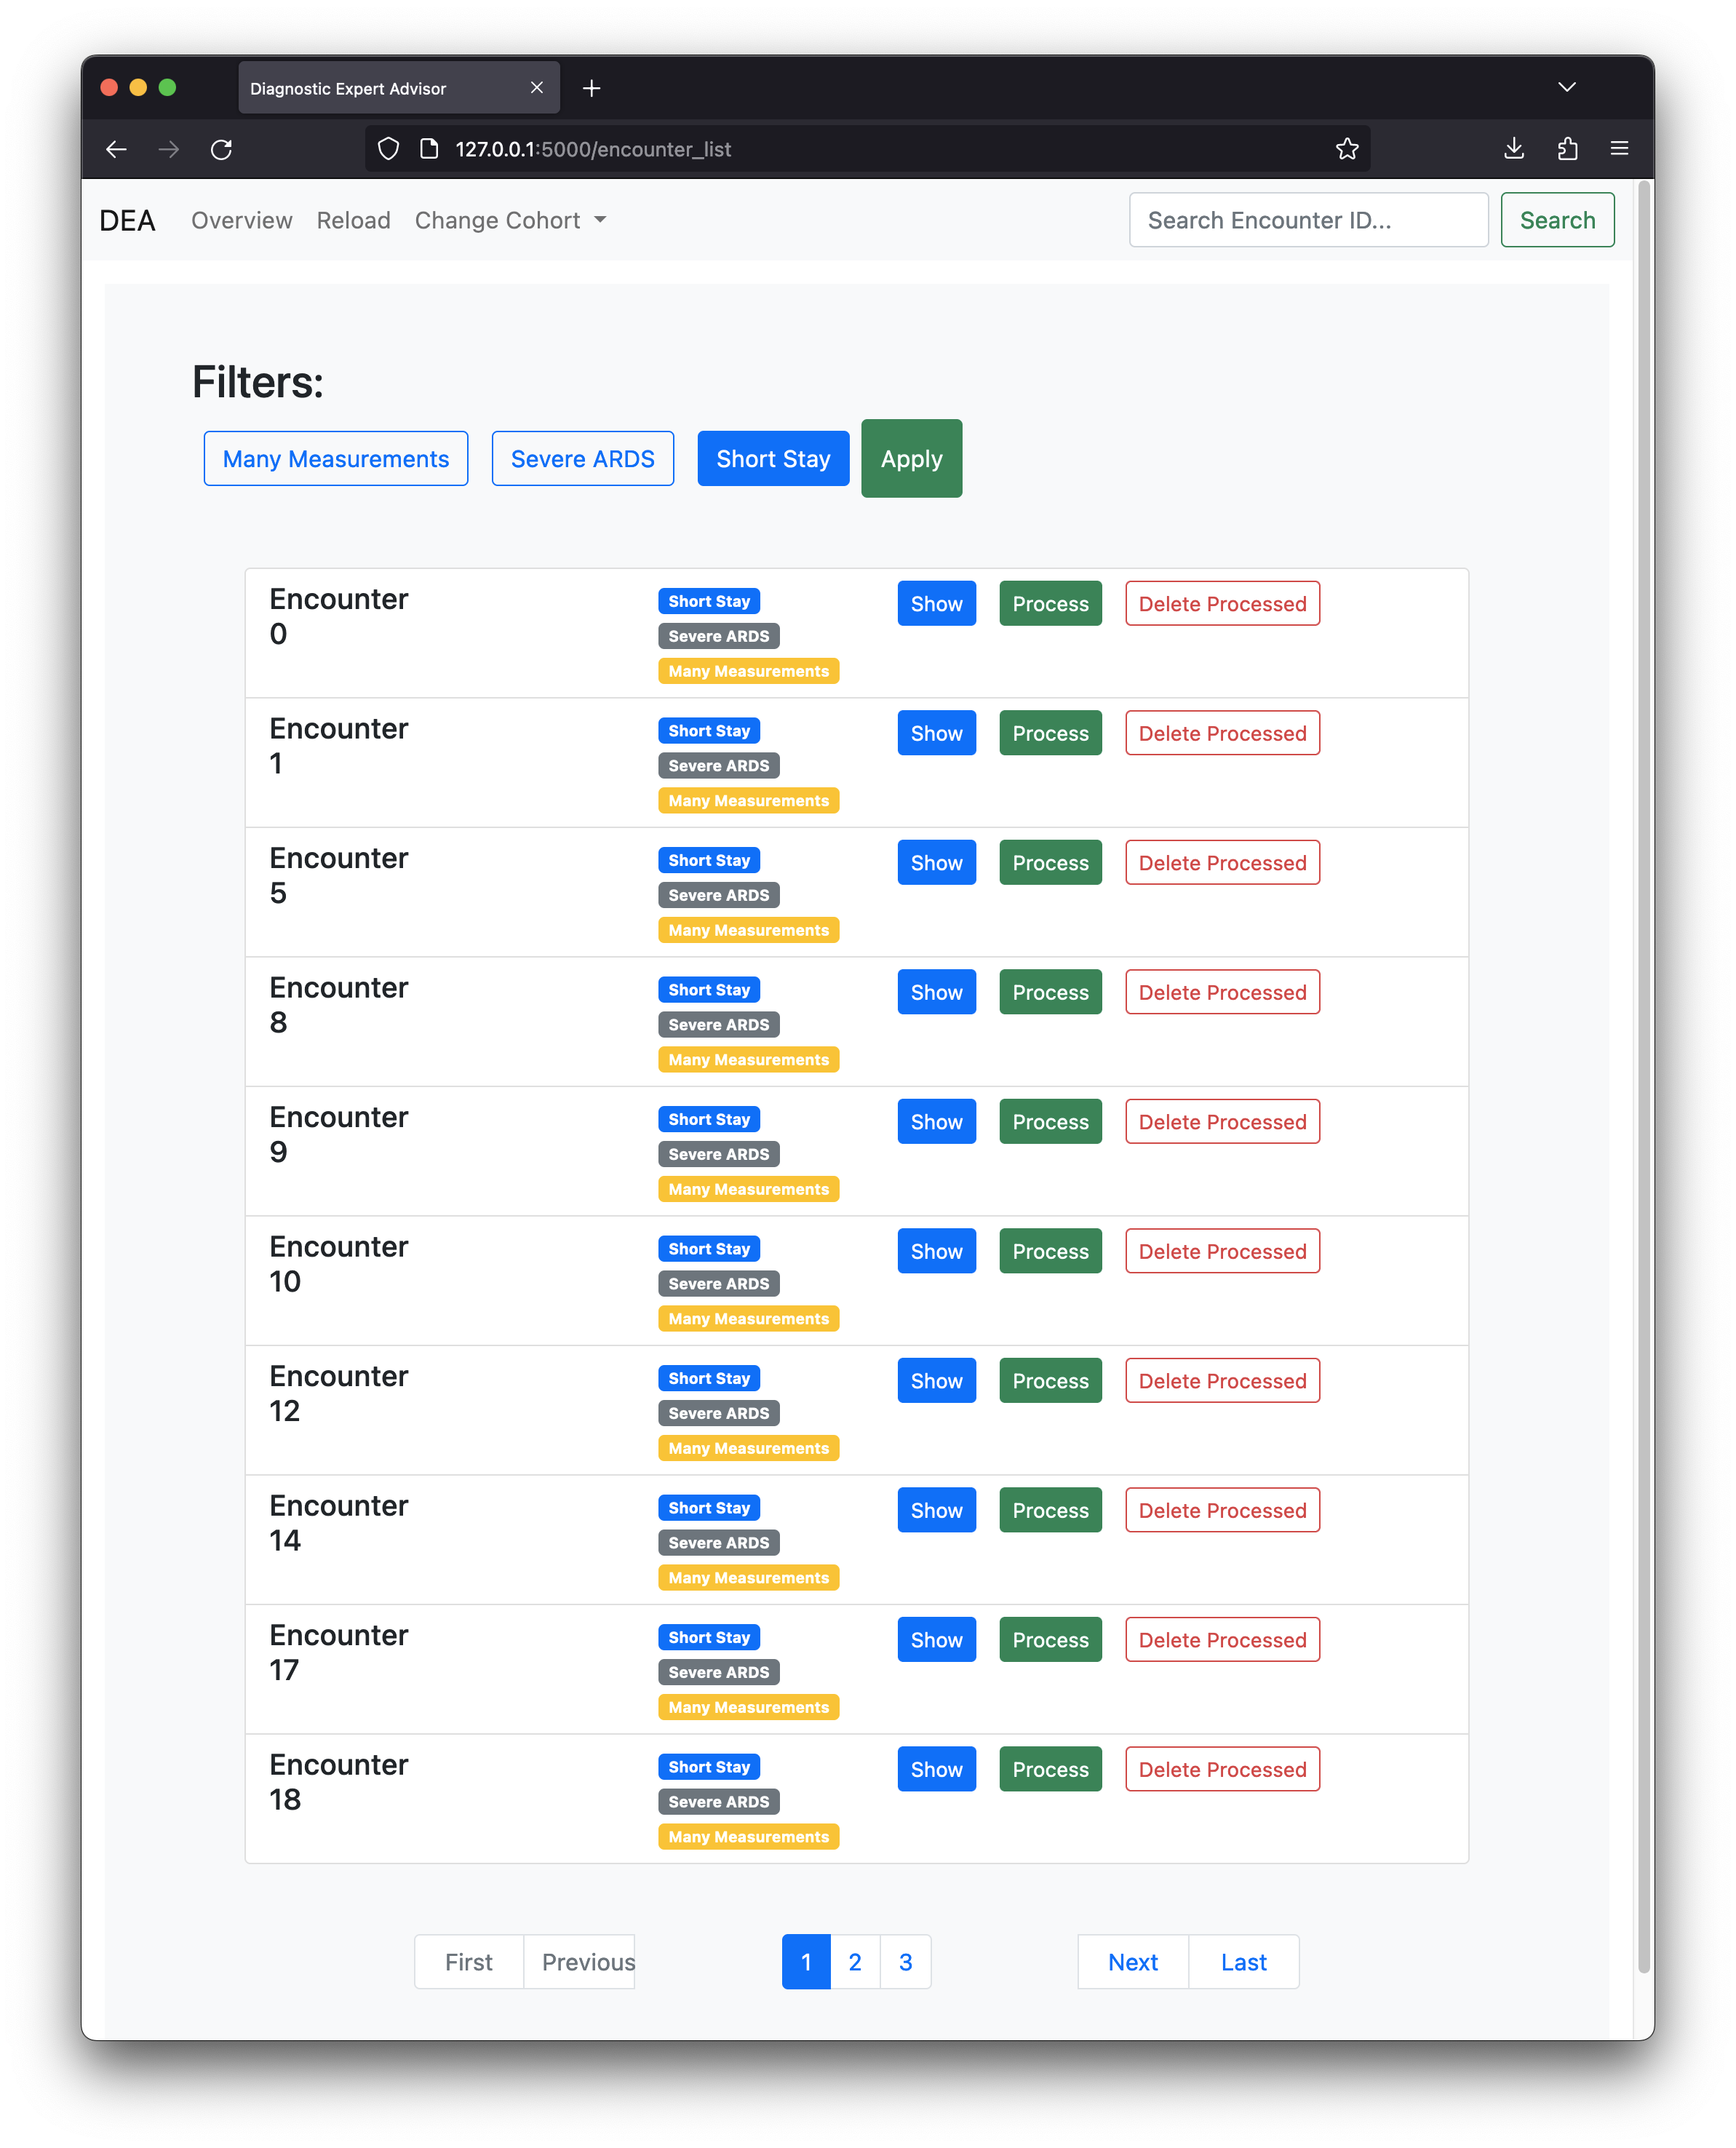 Diagnostic Expert Advisor
127.0.0.1:5000/encounter_list
DEA Overview Reload Change Cohort Search Encounter ID... Search
Filters:
Many Measurements Severe ARDS Short Stay Apply
Encounter
0
Short Stay
Severe ARDS
Many Measurements
Show Process Delete Processed
Encounter
1
Short Stay
Severe ARDS
Many Measurements
Show Process Delete Processed
Encounter
5
Short Stay
Severe ARDS
Many Measurements
Show Process Delete Processed
Encounter
8
Short Stay
Severe ARDS
Many Measurements
Show Process Delete Processed
Encounter
9
Short Stay
Severe ARDS
Many Measurements
Show Process Delete Processed
Encounter
10
Short Stay
Severe ARDS
Many Measurements
Show Process Delete Processed
Encounter
12
Short Stay
Severe ARDS
Many Measurements
Show Process Delete Processed
Encounter
14
Short Stay
Severe ARDS
Many Measurements
Show Process Delete Processed
Encounter
17
Short Stay
Severe ARDS
Many Measurements
Show Process Delete Processed
Encounter
18
Short Stay
Severe ARDS
Many Measurements
Show Process Delete Processed
First Previous 1 2 3 Next Last